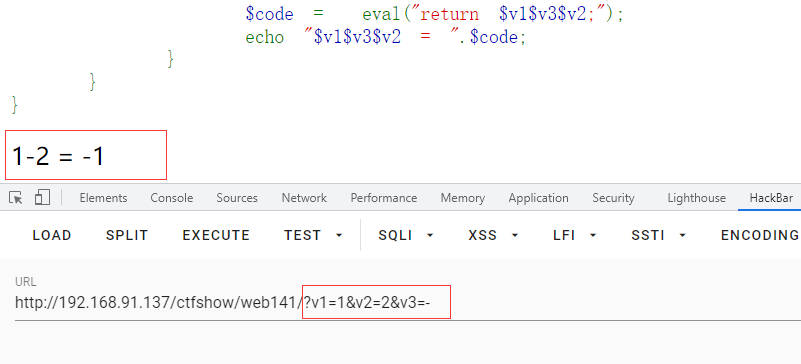 $code = eval("return $v1$v3$v2;");
echo "$v1$v3$v2 = ".$code;
}
}
}
1-2 = -1
Elements Console Sources Network Performance Memory Application Security Lighthouse HackBar
LOAD SPLIT EXECUTE TEST SQLI XSS LFI SSTI ENCODING
URL
http://192.168.91.137/ctfshow/web141/?v1=1&v2=2&v3=-